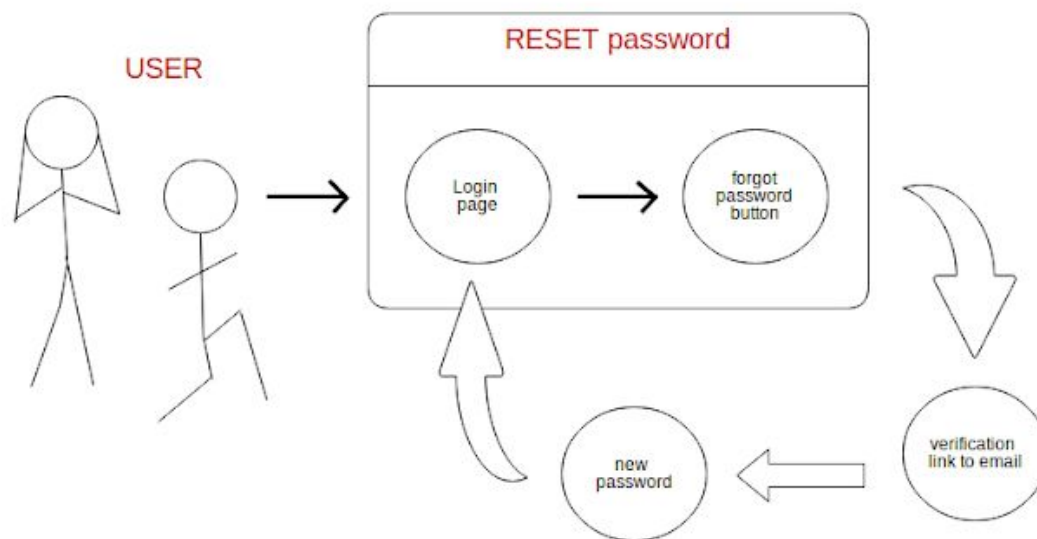 USER
RESET password
Login
page
forgot
password
button
verification
link to email
new
password